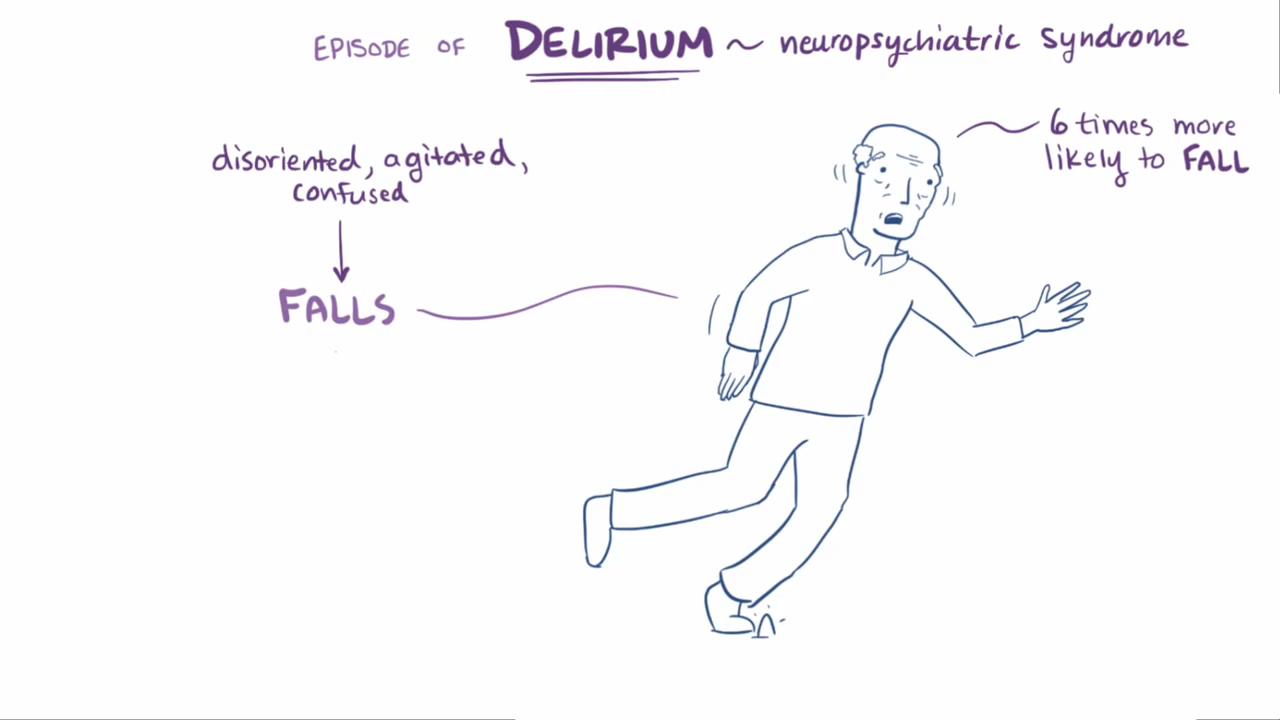 EPISODE OF DELIRIUM ~ neuropsychiatric syndrome
disoriented, agitated,
confused
FALLS
6 times more
likely to FALL